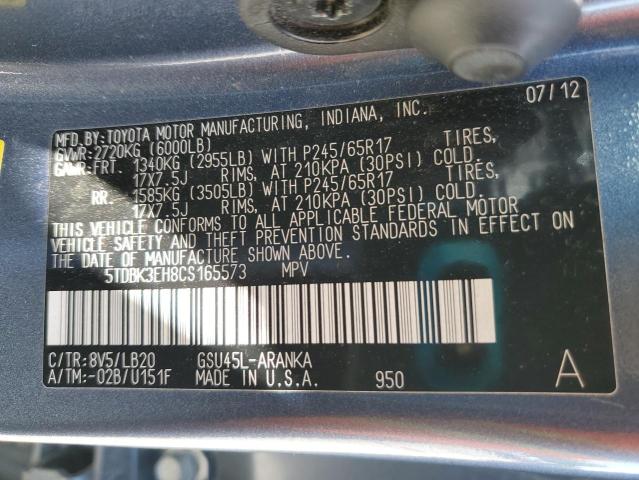 07/12
MFD.BY:TOYOTA MOTOR MANUFACTURING, INDIANA, INC.
GVWR:2720KG (6000LB)
GAWR:FRT. 1340KG (2955LB) WITH P245/65R17 TIRES,
17X7.5J RIMS, AT 210KPA (30PSI) COLD.
RR. 1585KG (3505LB) WITH P245/65R17 TIRES,
17X7.5J RIMS, AT 210KPA (30PSI) COLD.
THIS VEHICLE CONFORMS TO ALL APPLICABLE FEDERAL MOTOR
VEHICLE SAFETY AND THEFT PREVENTION STANDARDS IN EFFECT ON
THE DATE OF MANUFACTURE SHOWN ABOVE.
5TDBK3EH8CS165573 MPV
C/TR:8V5/LB20 GSU45L-ARANKA
A/TM:-02B/U151F MADE IN U.S.A. 950 A